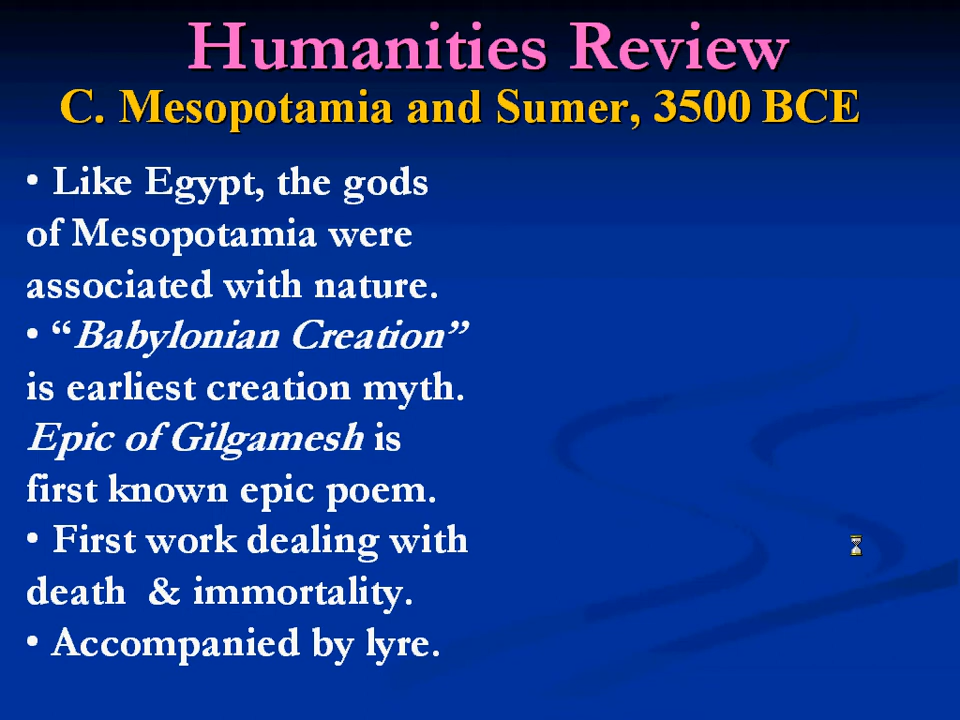 Humanities Review
C. Mesopotamia and Sumer, 3500 BCE
• Like Egypt, the gods
of Mesopotamia were
associated with nature.
• “Babylonian Creation”
is earliest creation myth.
Epic of Gilgamesh is
first known epic poem.
• First work dealing with
death & immortality.
• Accompanied by lyre.